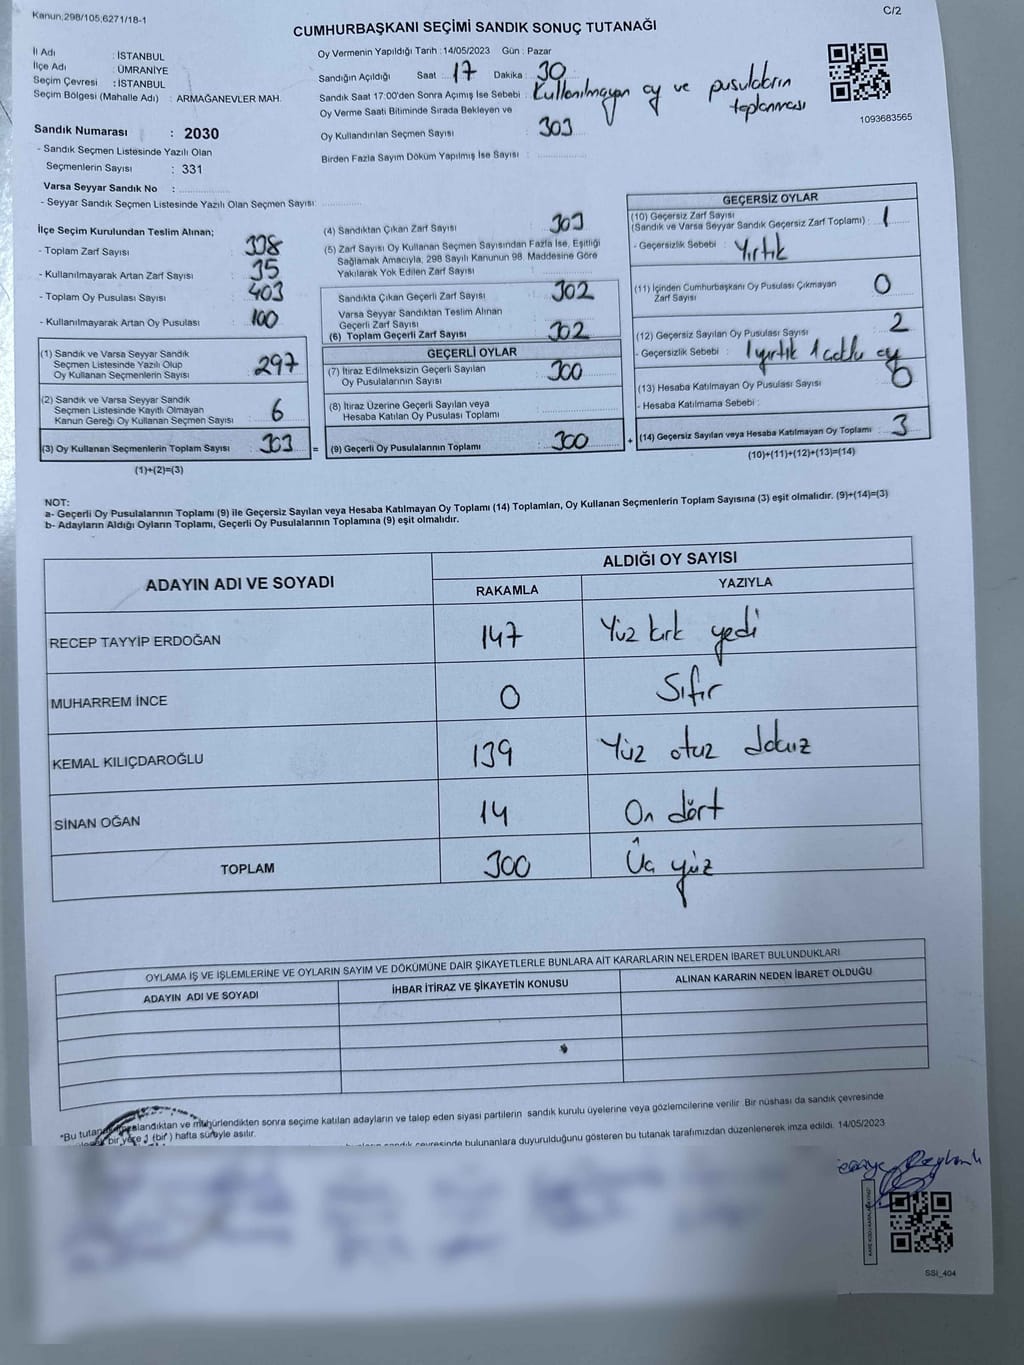 Kanun;298/105,6271/18-1
C/2
CUMHURBAŞKANI SEÇİMİ SANDIK SONUÇ TUTANAĞI
İl Adı : İSTANBUL
İlçe Adı : ÜMRANİYE
Seçim Çevresi : İSTANBUL
Seçim Bölgesi (Mahalle Adı) : ARMAĞANEVLER MAH.
Sandık Numarası : 2030
- Sandık Seçmen Listesinde Yazılı Olan
Seçmenlerin Sayısı : 331
Varsa Seyyar Sandık No :
- Seyyar Sandık Seçmen Listesinde Yazılı Olan Seçmen Sayısı:
Oy Vermenin Yapıldığı Tarih :14/05/2023 Gün : Pazar
Sandığın Açıldığı Saat : 17 Dakika : 30
Sandık Saat 17:00'den Sonra Açımış İse Sebebi : Kullanılmayan oy ve pusulaların toplanması
Oy Verme Saati Bitiminde Sırada Bekleyen ve
Oy Kullandırılan Seçmen Sayısı : 303
Birden Fazla Sayım Döküm Yapılmış İse Sayısı :
1093683565
İlçe Seçim Kurulundan Teslim Alınan;
- Toplam Zarf Sayısı : 338
- Kullanılmayarak Artan Zarf Sayısı : 35
- Toplam Oy Pusulası Sayısı : 403
- Kullanılmayarak Artan Oy Pusulası : 100
(1) Sandık ve Varsa Seyyar Sandık
Seçmen Listesinde Yazılı Olup
Oy Kullanan Seçmenlerin Sayısı : 297
(2) Sandık ve Varsa Seyyar Sandık
Seçmen Listesinde Kayıtlı Olmayan
Kanun Gereği Oy Kullanan Seçmen Sayısı : 6
(3) Oy Kullanan Seçmenlerin Toplam Sayısı : 303 =
(1)+(2)=(3)
(4) Sandıktan Çıkan Zarf Sayısı : 303
(5) Zarf Sayısı Oy Kullanan Seçmen Sayısından Fazla İse, Eşitliği
Sağlamak Amacıyla, 298 Sayılı Kanunun 98. Maddesine Göre
Yakılarak Yok Edilen Zarf Sayısı :
Sandıkta Çıkan Geçerli Zarf Sayısı : 302
Varsa Seyyar Sandıktan Teslim Alınan
Geçerli Zarf Sayısı :
(6) Toplam Geçerli Zarf Sayısı : 302
GEÇERLİ OYLAR
(7) İtiraz Edilmeksizin Geçerli Sayılan
Oy Pusulalarının Sayısı : 300
(8) İtiraz Üzerine Geçerli Sayılan veya
Hesaba Katılan Oy Pusulası Toplamı :
(9) Geçerli Oy Pusulalarının Toplamı : 300 +
GEÇERSİZ OYLAR
(10) Geçersiz Zarf Sayısı
(Sandık ve Varsa Seyyar Sandık Geçersiz Zarf Toplamı) : 1
- Geçersizlik Sebebi : Yırtık
(11) İçinden Cumhurbaşkanı Oy Pusulası Çıkmayan
Zarf Sayısı : 0
(12) Geçersiz Sayılan Oy Pusulası Sayısı : 2
- Geçersizlik Sebebi : 1 yırtık 1 oy
(13) Hesaba Katılmayan Oy Pusulası Sayısı : 0
- Hesaba Katılmama Sebebi :
(14) Geçersiz Sayılan veya Hesaba Katılmayan Oy Toplamı : 3
(10)+(11)+(12)+(13)=(14)
NOT:
a- Geçerli Oy Pusulalarının Toplamı (9) ile Geçersiz Sayılan veya Hesaba Katılmayan Oy Toplamı (14) Toplamları, Oy Kullanan Seçmenlerin Toplam Sayısına (3) eşit olmalıdır. (9)+(14)=(3)
b- Adayların Aldığı Oyların Toplamı, Geçerli Oy Pusulalarının Toplamına (9) eşit olmalıdır.
ADAYIN ADI VE SOYADI
ALDIĞI OY SAYISI
RAKAMLA YAZIYLA
RECEP TAYYİP ERDOĞAN 147 Yüz kırk yedi
MUHARREM İNCE 0 Sıfır
KEMAL KILIÇDAROĞLU 139 Yüz otuz dokuz
SİNAN OĞAN 14 On dört
TOPLAM 300 Üç yüz
OYLAMA İŞ VE İŞLEMLERİNE VE OYLARIN SAYIM VE DÖKÜMÜNE DAİR ŞİKAYETLERLE BUNLARA AİT KARARLARIN NELERDEN İBARET BULUNDUKLARI
ADAYIN ADI VE SOYADI İHBAR İTİRAZ VE ŞİKAYETİN KONUSU ALINAN KARARIN NEDEN İBARET OLDUĞU
*Bu mühürlendikten sonra seçime katılan adayların ve talep eden siyasi partilerin sandık kurulu üyelerine veya gözlemcilerine verilir. Bir nüshası da sandık çevresinde
bir yere 1 (bir) hafta süreyle asılır.
sandık çevresinde bulunanlara duyurulduğunu gösteren bu tutanak tarafımızdan düzenlenerek imza edildi. 14/05/2023
SSİ_404